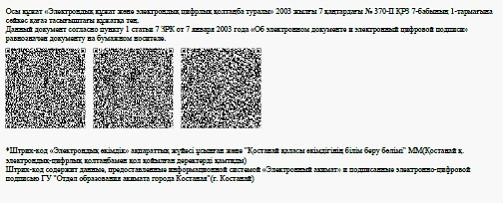 Осы құжат «Электрондық құжат және электрондық цифрлық қолтаңба туралы» 2003 жылғы 7 қаңтардағы № 370-II ҚРЗ 7-бабының 1-тармағына
сәйкес қағаз тасығыштағы құжатқа тең.
Данный документ согласно пункту 1 статьи 7 ЗРК от 7 января 2003 года «Об электронном документе и электронной цифровой подписи»
равнозначен документу на бумажном носителе.
*Штрих-код «Электрондық әкімдік» ақпараттық жүйесі ұсынған және "Қостанай қаласы әкімдігінің білім беру бөлімі" ММ(Қостанай қ.
электрондық-цифрлық қолтаңбамен қол қойылған деректерді қамтиды)
Штрих-код содержит данные, предоставленные информационной системой «Электронный акимат» и подписанные электронно-цифровой
подписью ГУ "Отдел образования акимата города Костаная"(г. Костанай)